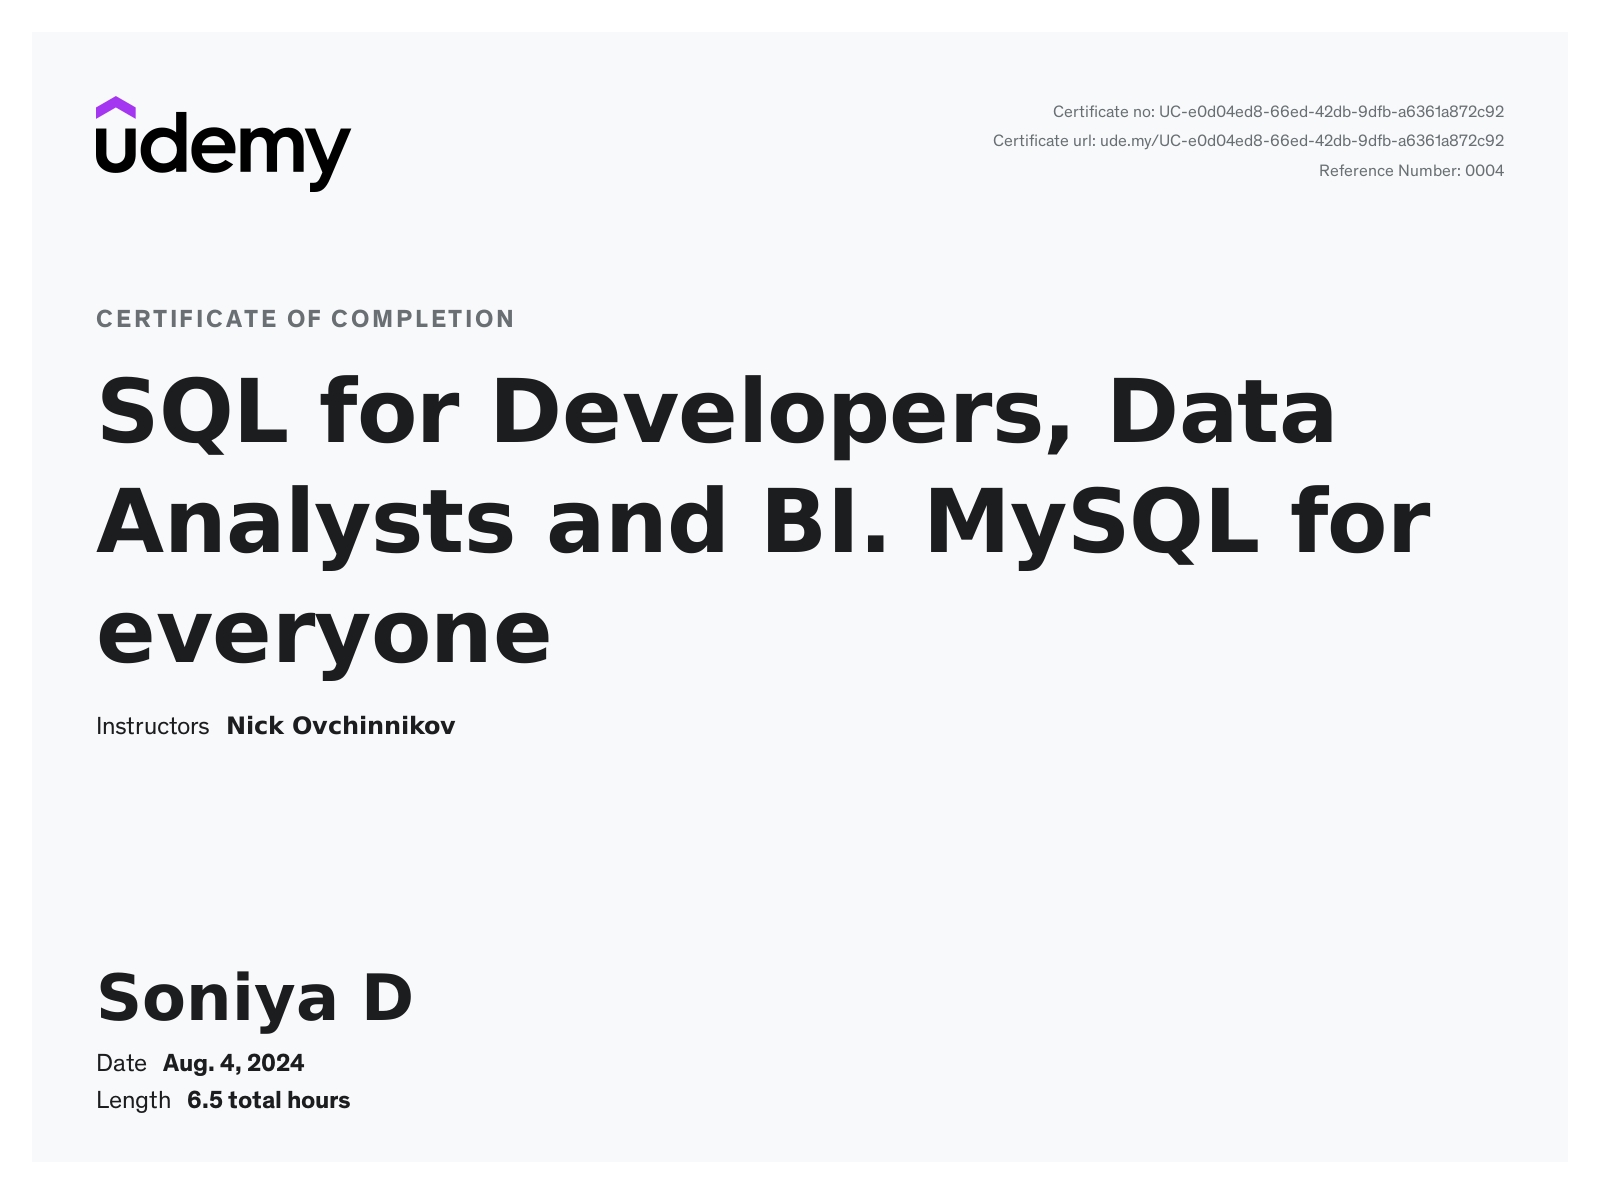 udemy
Certificate no: UC-e0d04ed8-66ed-42db-9dfb-a6361a872c92
Certificate url: ude.my/UC-e0d04ed8-66ed-42db-9dfb-a6361a872c92
Reference Number: 0004
CERTIFICATE OF COMPLETION
SQL for Developers, Data
Analysts and BI. MySQL for
everyone
Instructors Nick Ovchinnikov
Soniya D
Date Aug. 4, 2024
Length 6.5 total hours